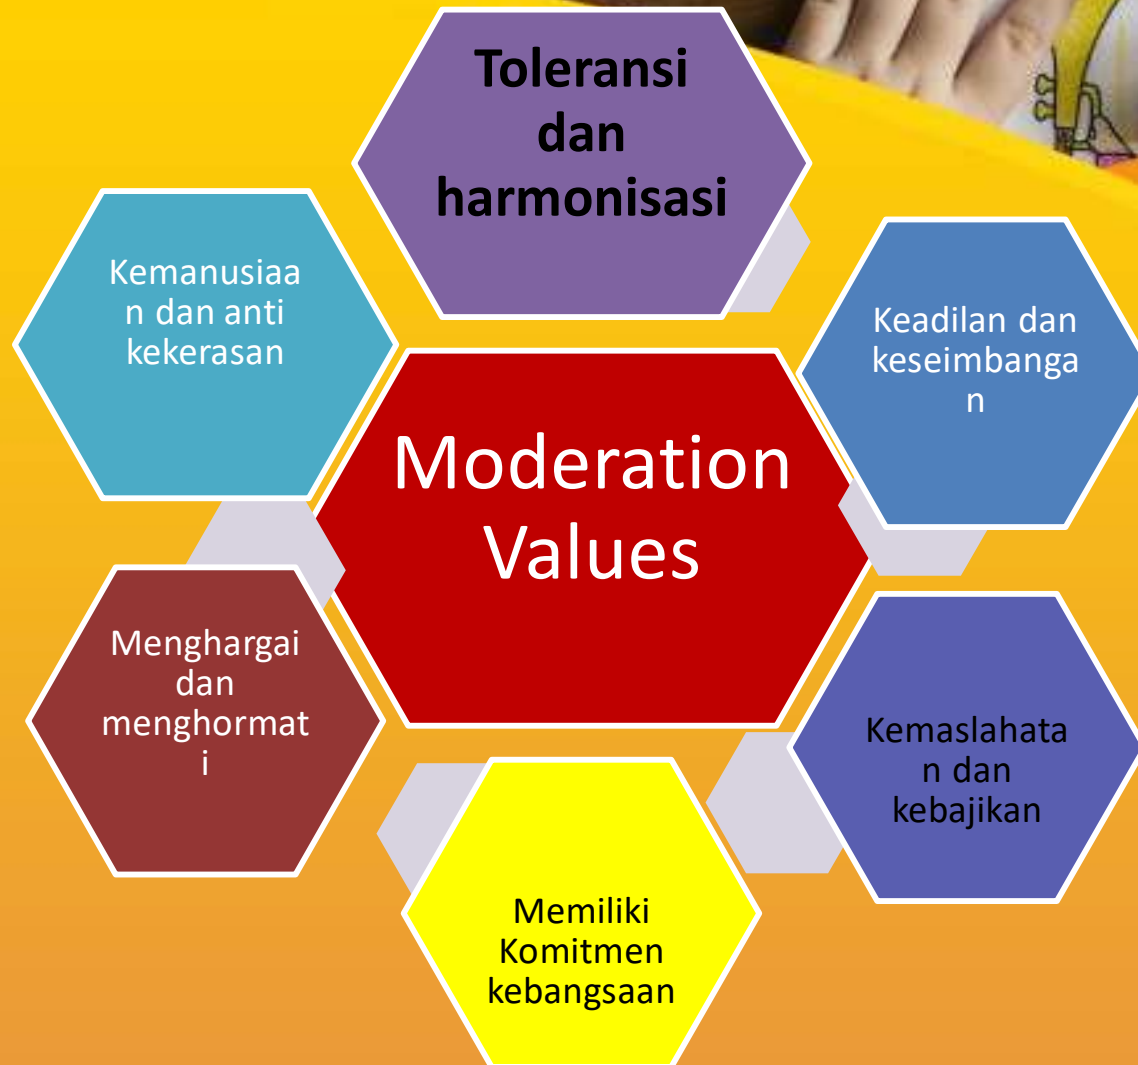 Toleransi
dan
harmonisasi
Kemanusiaa
n dan anti
kekerasan
Keadilan dan
keseimbanga
n
Moderation
Values
Menghargai
dan
menghormat
i
Kemaslahata
n dan
kebajikan
Memiliki
Komitmen
kebangsaan